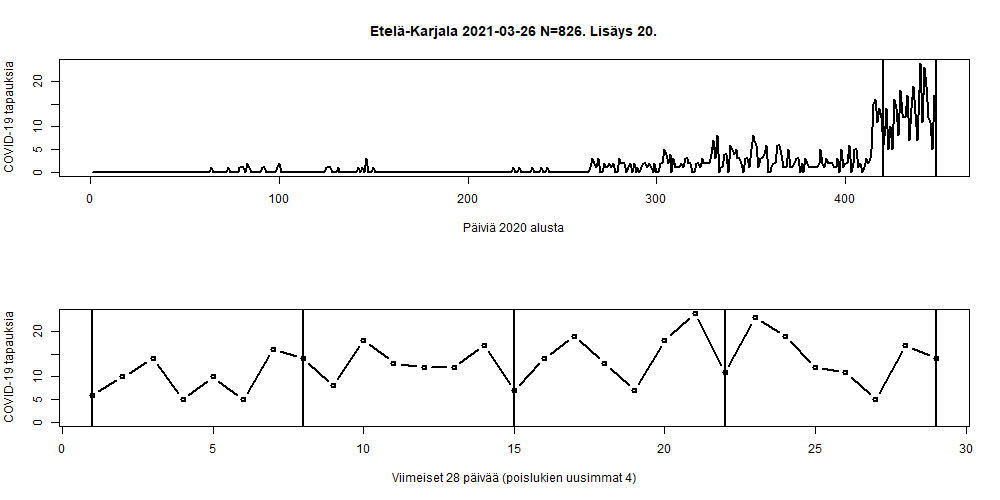 Etelä-Karjala 2021-03-26 N=826. Lisäys 20.
COVID-19 tapauksia
20
10
5
0
0 100 200 300 400
Päiviä 2020 alusta
COVID-19 tapauksia
20
10
5
0
0 5 10 15 20 25 30
Viimeiset 28 päivää (poislukien uusimmat 4)